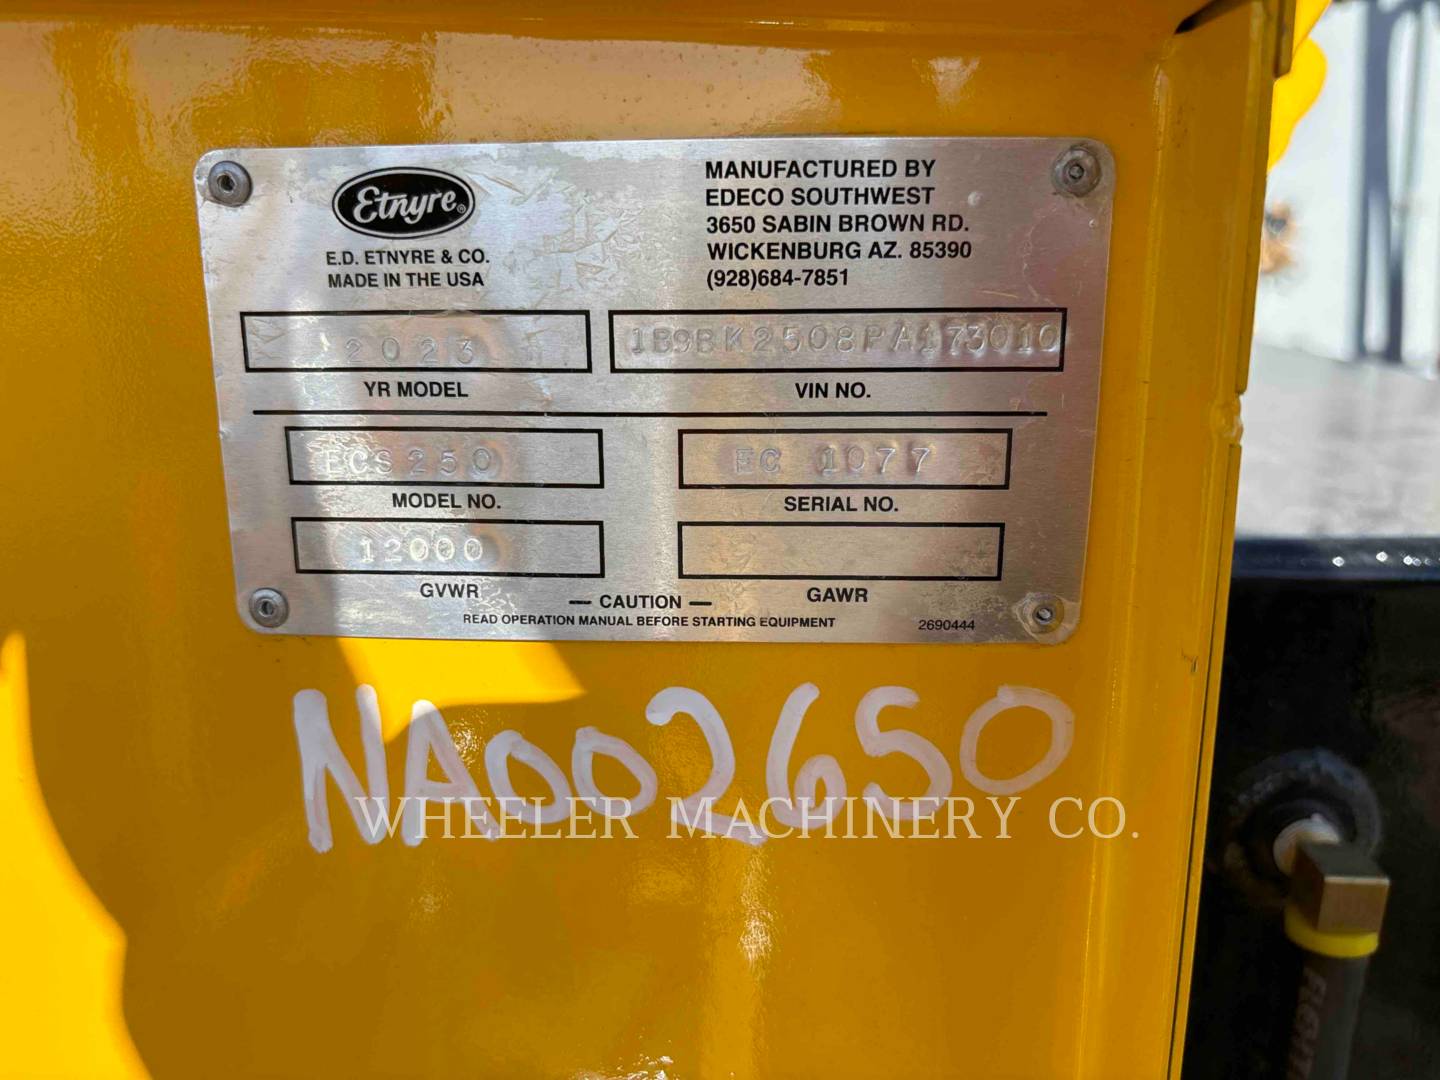 Etnyre®
E.D. ETNYRE & CO.
MADE IN THE USA
MANUFACTURED BY
EDECO SOUTHWEST
3650 SABIN BROWN RD.
WICKENBURG AZ. 85390
(928)684-7851
2023
YR MODEL
1B9BK2508PA173010
VIN NO.
ECS250
MODEL NO.
EC 1077
SERIAL NO.
12000
GVWR
GAWR
— CAUTION —
READ OPERATION MANUAL BEFORE STARTING EQUIPMENT
2690444
NA002650
WHEELER MACHINERY CO.